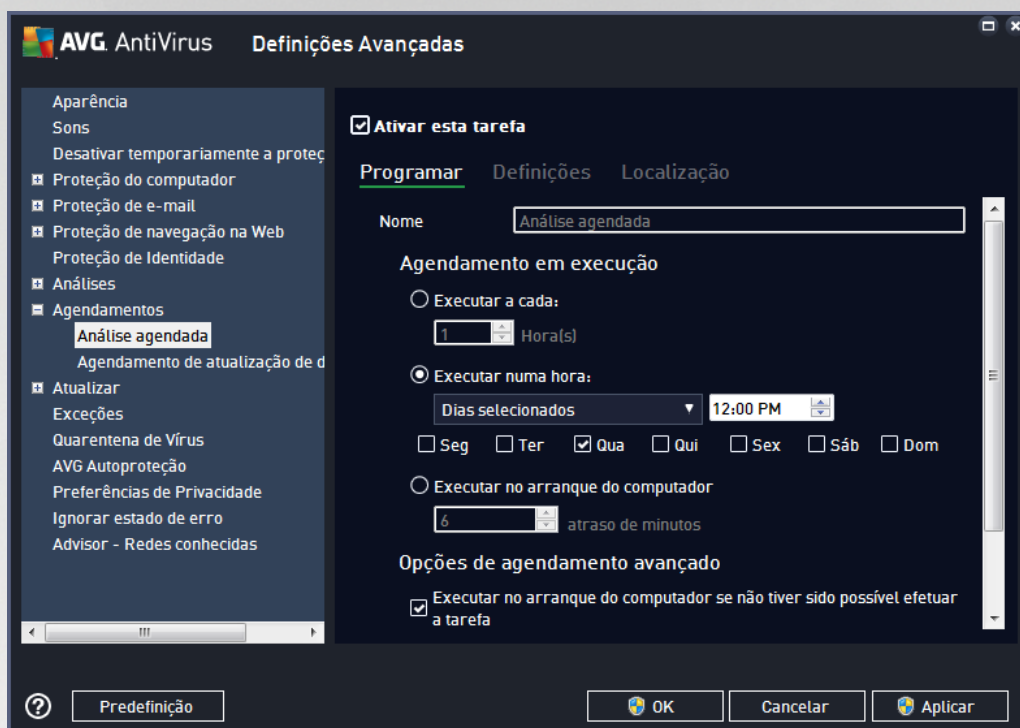 AVG. AntiVirus Definições Avançadas
Aparência
Sons
Desativar temporariamente a proteç
Proteção do computador
Proteção de e-mail
Proteção de navegação na Web
Proteção de Identidade
Análises
Agendamentos
Análise agendada
Agendamento de atualização de d
Atualizar
Exceções
Quarentena de Vírus
AVG Autoproteção
Preferências de Privacidade
Ignorar estado de erro
Advisor - Redes conhecidas
Ativar esta tarefa
Programar Definições Localização
Nome Análise agendada
Agendamento em execução
Executar a cada:
1 Hora(s)
Executar numa hora:
Dias selecionados 12:00 PM
Seg Ter Qua Qui Sex Sáb Dom
Executar no arranque do computador
6 atraso de minutos
Opções de agendamento avançado
Executar no arranque do computador se não tiver sido possível efetuar
a tarefa
? Predefinição OK Cancelar Aplicar